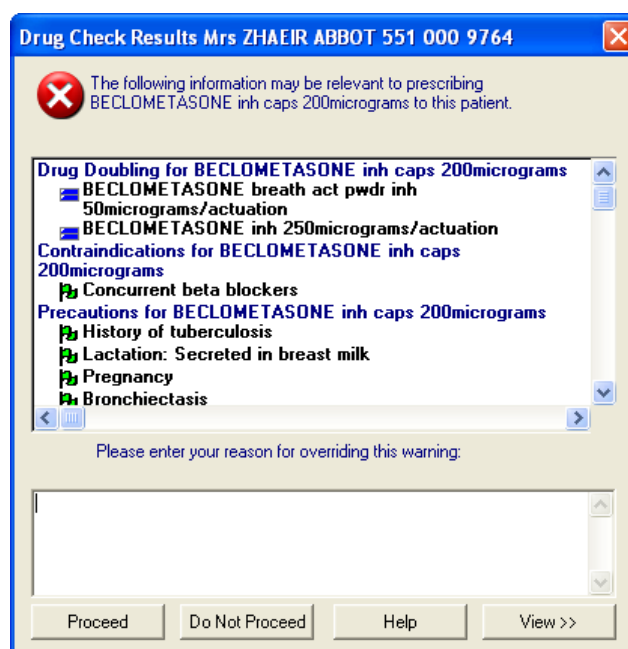 Drug Check Results Mrs ZHAEIR ABBOT 551 000 9764
The following information may be relevant to prescribing
BECLOMETASONE inh caps 200micrograms to this patient.
Drug Doubling for BECLOMETASONE inh caps 200micrograms
BECLOMETASONE breath act pwdr inh
50micrograms/actuation
BECLOMETASONE inh 250micrograms/actuation
Contraindications for BECLOMETASONE inh caps
200micrograms
Concurrent beta blockers
Precautions for BECLOMETASONE inh caps 200micrograms
History of tuberculosis
Lactation: Secreted in breast milk
Pregnancy
Bronchiectasis
Please enter your reason for overriding this warning:
Proceed
Do Not Proceed
Help
View >>